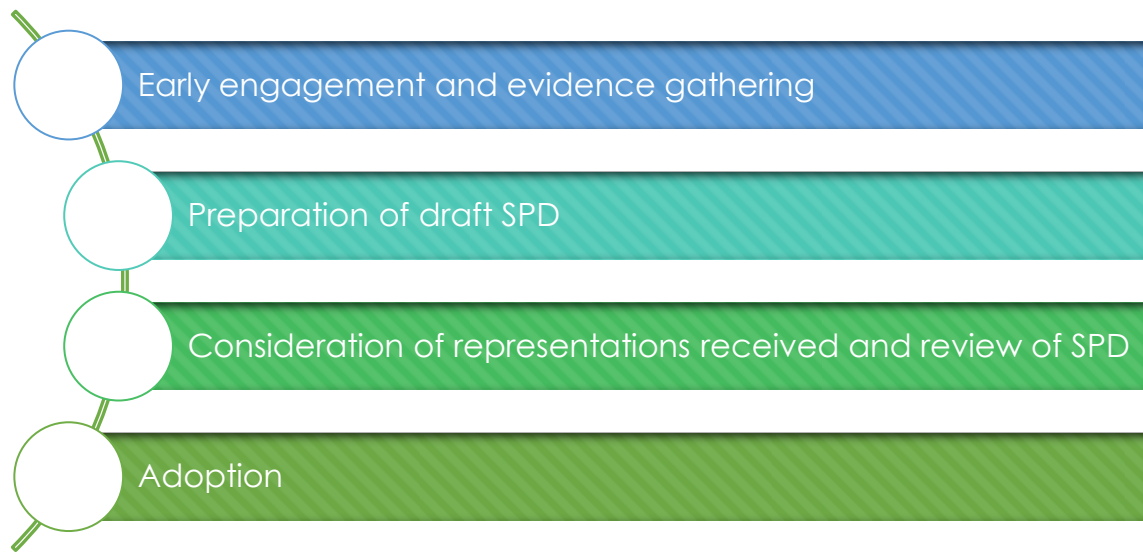 Early engagement and evidence gathering
Preparation of draft SPD
Consideration of representations received and review of SPD
Adoption